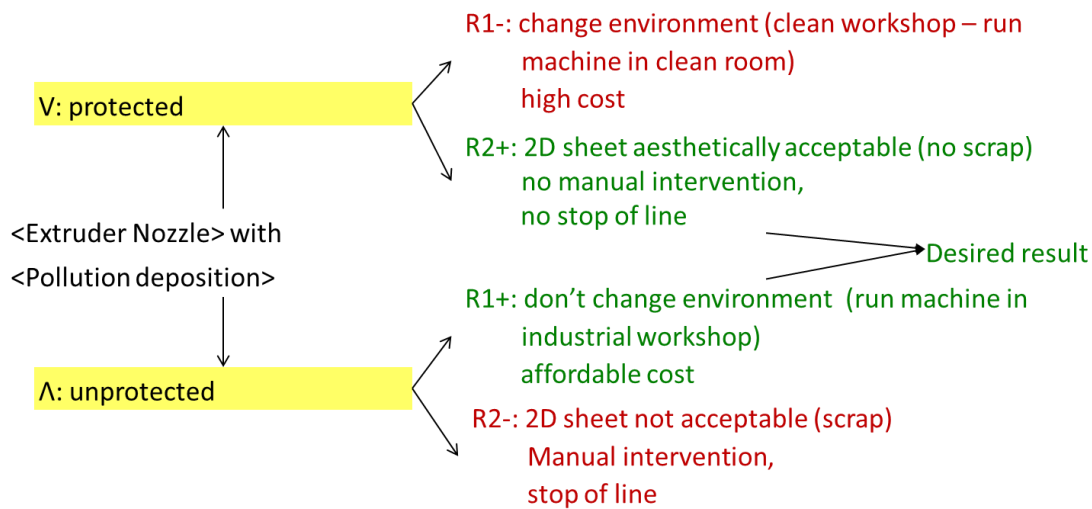 R1-: change environment (clean workshop – run
machine in clean room)
high cost
V: protected
R2+: 2D sheet aesthetically acceptable (no scrap)
no manual intervention,
no stop of line
<Extruder Nozzle> with
<Pollution deposition>
Desired result
R1+: don’t change environment  (run machine in
industrial workshop)
affordable cost
Λ: unprotected
R2-: 2D sheet not acceptable (scrap)
Manual intervention,
stop of line